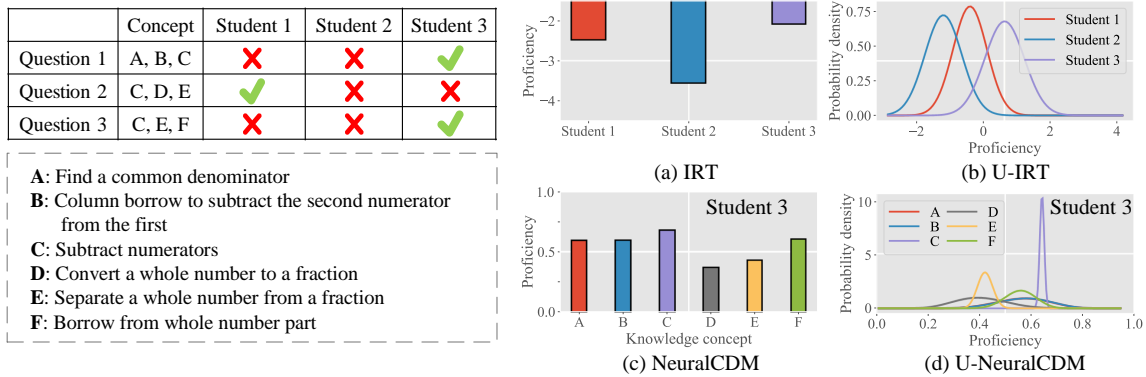 Concept Student 1 Student 2 Student 3
Question 1 A, B, C
Question 2 C, D, E
Question 3 C, E, F
A: Find a common denominator
B: Column borrow to subtract the second numerator
from the first
C: Subtract numerators
D: Convert a whole number to a fraction
E: Separate a whole number from a fraction
F: Borrow from whole number part
Proficiency
−2
−3
−4
Student 1 Student 2 Student 3
(a) IRT
Probability density
0.75
0.50
0.25
0.00
Student 1
Student 2
Student 3
−2 0 2 4
Proficiency
(b) U-IRT
Proficiency
1.0
0.5
0.0
Student 3
A B C D E F
Knowledge concept
(c) NeuralCDM
Probability density
10
5
0
A D
B E
C F
Student 3
0.0 0.2 0.4 0.6 0.8 1.0
Proficiency
(d) U-NeuralCDM